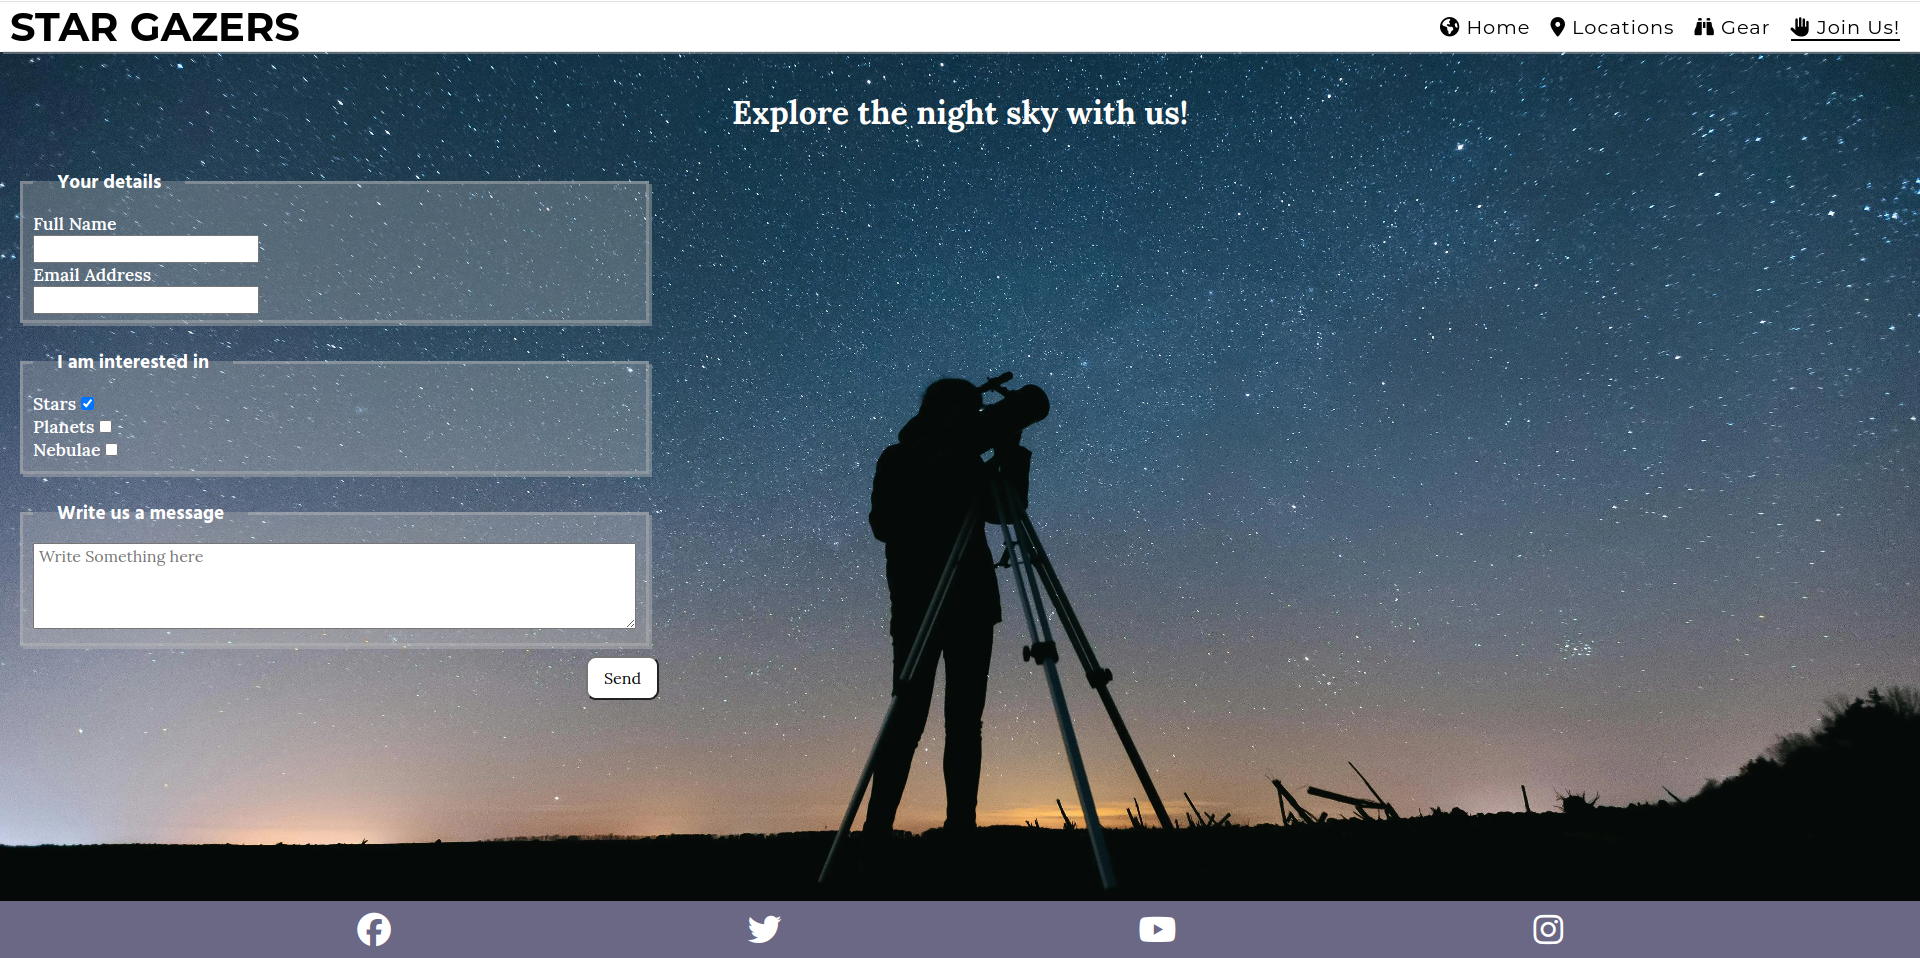 STAR GAZERS
Home Locations Gear Join Us!
Explore the night sky with us!
Your details
Full Name
Email Address
I am interested in
Stars
Planets
Nebulae
Write us a message
Write Something here
Send